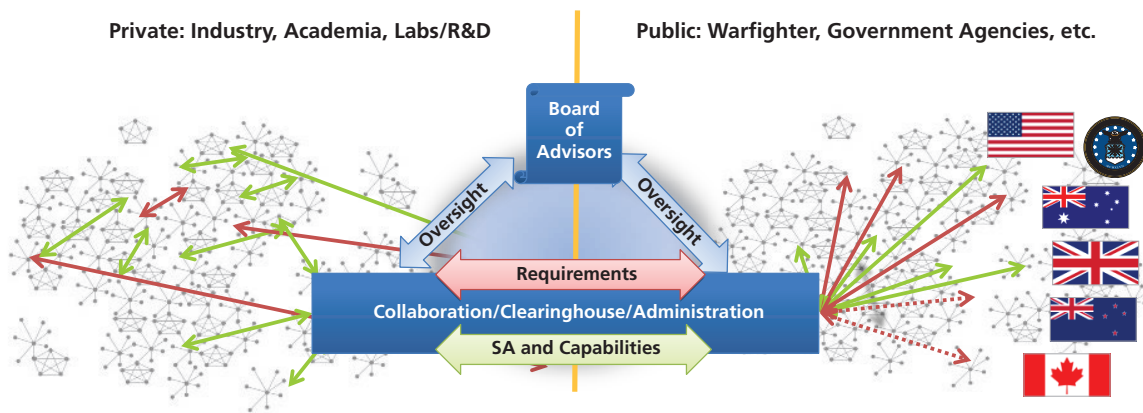 Private: Industry, Academia, Labs/R&D
Public: Warfighter, Government Agencies, etc.
Board
of
Advisors
Oversight
Oversight
Requirements
Collaboration/Clearinghouse/Administration
SA and Capabilities